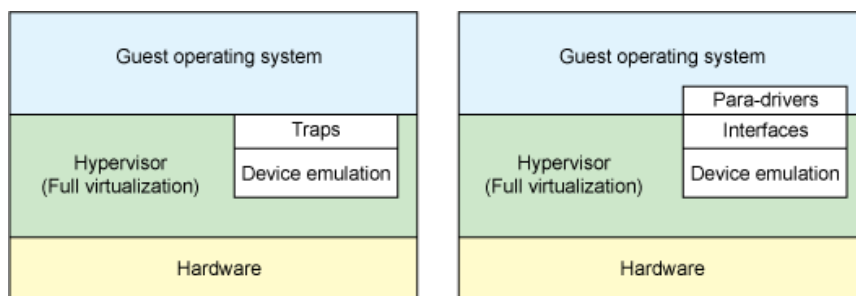 Guest operating system
Traps
Hypervisor
(Full virtualization)
Device emulation
Hardware
Guest operating system
Para-drivers
Interfaces
Hypervisor
(Full virtualization)
Device emulation
Hardware